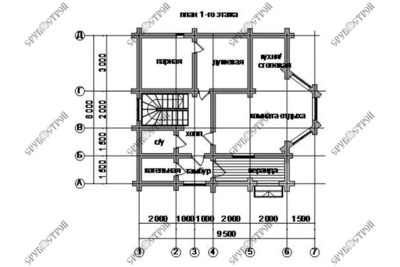 план 1-го этажа
Д
Г
В
Б
А
3 000
2 000
1 500
1 500
8 000
парная
душевая
кухня/
столовая
комната отдыха
холл
с/у
котельная
тамбур
веранда
2 000 1 000 1 000 2 000 2 000 1 500
9 500
1 2 3 4 5 6 7